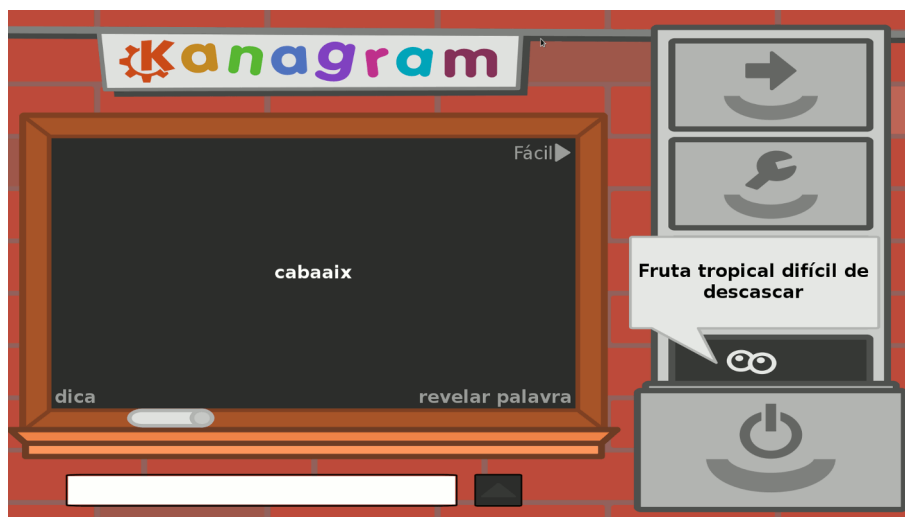 Kanagram
Fácil
cabaaix
Fruta tropical difícil de
descascar
dica
revelar palavra